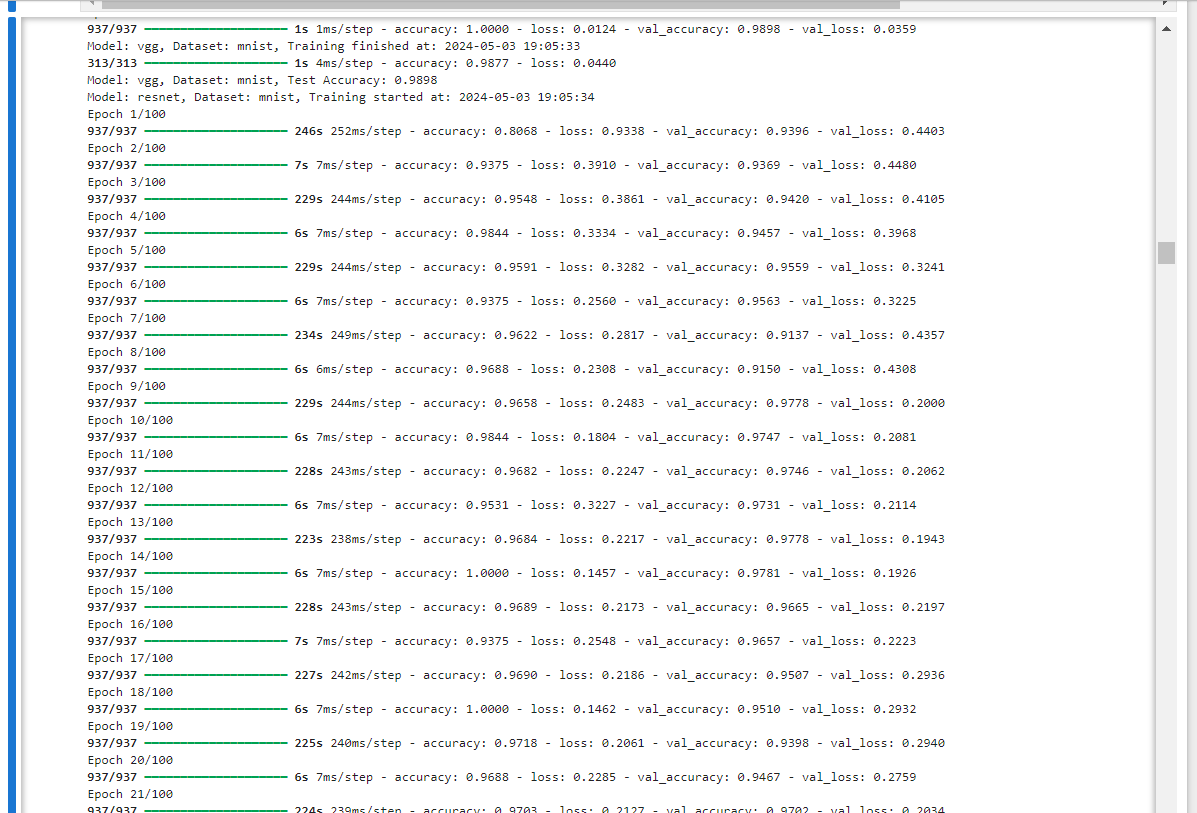 937/937 ━━━━━━━━━━━━━━━━━━━━ 1s 1ms/step - accuracy: 1.0000 - loss: 0.0124 - val_accuracy: 0.9898 - val_loss: 0.0359
Model: vgg, Dataset: mnist, Training finished at: 2024-05-03 19:05:33
313/313 ━━━━━━━━━━━━━━━━━━━━ 1s 4ms/step - accuracy: 0.9877 - loss: 0.0440
Model: vgg, Dataset: mnist, Test Accuracy: 0.9898
Model: resnet, Dataset: mnist, Training started at: 2024-05-03 19:05:34
Epoch 1/100
937/937 ━━━━━━━━━━━━━━━━━━━━ 246s 252ms/step - accuracy: 0.8068 - loss: 0.9338 - val_accuracy: 0.9396 - val_loss: 0.4403
Epoch 2/100
937/937 ━━━━━━━━━━━━━━━━━━━━ 7s 7ms/step - accuracy: 0.9375 - loss: 0.3910 - val_accuracy: 0.9369 - val_loss: 0.4480
Epoch 3/100
937/937 ━━━━━━━━━━━━━━━━━━━━ 229s 244ms/step - accuracy: 0.9548 - loss: 0.3861 - val_accuracy: 0.9420 - val_loss: 0.4105
Epoch 4/100
937/937 ━━━━━━━━━━━━━━━━━━━━ 6s 7ms/step - accuracy: 0.9844 - loss: 0.3334 - val_accuracy: 0.9457 - val_loss: 0.3968
Epoch 5/100
937/937 ━━━━━━━━━━━━━━━━━━━━ 229s 244ms/step - accuracy: 0.9591 - loss: 0.3282 - val_accuracy: 0.9559 - val_loss: 0.3241
Epoch 6/100
937/937 ━━━━━━━━━━━━━━━━━━━━ 6s 7ms/step - accuracy: 0.9375 - loss: 0.2560 - val_accuracy: 0.9563 - val_loss: 0.3225
Epoch 7/100
937/937 ━━━━━━━━━━━━━━━━━━━━ 234s 249ms/step - accuracy: 0.9622 - loss: 0.2817 - val_accuracy: 0.9137 - val_loss: 0.4357
Epoch 8/100
937/937 ━━━━━━━━━━━━━━━━━━━━ 6s 6ms/step - accuracy: 0.9688 - loss: 0.2308 - val_accuracy: 0.9150 - val_loss: 0.4308
Epoch 9/100
937/937 ━━━━━━━━━━━━━━━━━━━━ 229s 244ms/step - accuracy: 0.9658 - loss: 0.2483 - val_accuracy: 0.9778 - val_loss: 0.2000
Epoch 10/100
937/937 ━━━━━━━━━━━━━━━━━━━━ 6s 7ms/step - accuracy: 0.9844 - loss: 0.1804 - val_accuracy: 0.9747 - val_loss: 0.2081
Epoch 11/100
937/937 ━━━━━━━━━━━━━━━━━━━━ 228s 243ms/step - accuracy: 0.9682 - loss: 0.2247 - val_accuracy: 0.9746 - val_loss: 0.2062
Epoch 12/100
937/937 ━━━━━━━━━━━━━━━━━━━━ 6s 7ms/step - accuracy: 0.9531 - loss: 0.3227 - val_accuracy: 0.9731 - val_loss: 0.2114
Epoch 13/100
937/937 ━━━━━━━━━━━━━━━━━━━━ 223s 238ms/step - accuracy: 0.9684 - loss: 0.2217 - val_accuracy: 0.9778 - val_loss: 0.1943
Epoch 14/100
937/937 ━━━━━━━━━━━━━━━━━━━━ 6s 7ms/step - accuracy: 1.0000 - loss: 0.1457 - val_accuracy: 0.9781 - val_loss: 0.1926
Epoch 15/100
937/937 ━━━━━━━━━━━━━━━━━━━━ 228s 243ms/step - accuracy: 0.9689 - loss: 0.2173 - val_accuracy: 0.9665 - val_loss: 0.2197
Epoch 16/100
937/937 ━━━━━━━━━━━━━━━━━━━━ 7s 7ms/step - accuracy: 0.9375 - loss: 0.2548 - val_accuracy: 0.9657 - val_loss: 0.2223
Epoch 17/100
937/937 ━━━━━━━━━━━━━━━━━━━━ 227s 242ms/step - accuracy: 0.9690 - loss: 0.2186 - val_accuracy: 0.9507 - val_loss: 0.2936
Epoch 18/100
937/937 ━━━━━━━━━━━━━━━━━━━━ 6s 7ms/step - accuracy: 1.0000 - loss: 0.1462 - val_accuracy: 0.9510 - val_loss: 0.2932
Epoch 19/100
937/937 ━━━━━━━━━━━━━━━━━━━━ 225s 240ms/step - accuracy: 0.9718 - loss: 0.2061 - val_accuracy: 0.9398 - val_loss: 0.2940
Epoch 20/100
937/937 ━━━━━━━━━━━━━━━━━━━━ 6s 7ms/step - accuracy: 0.9688 - loss: 0.2285 - val_accuracy: 0.9467 - val_loss: 0.2759
Epoch 21/100
937/937 ━━━━━━━━━━━━━━━━━━━━ 224s 239ms/step - accuracy: 0.9703 - loss: 0.2127 - val_accuracy: 0.9702 - val_loss: 0.2034